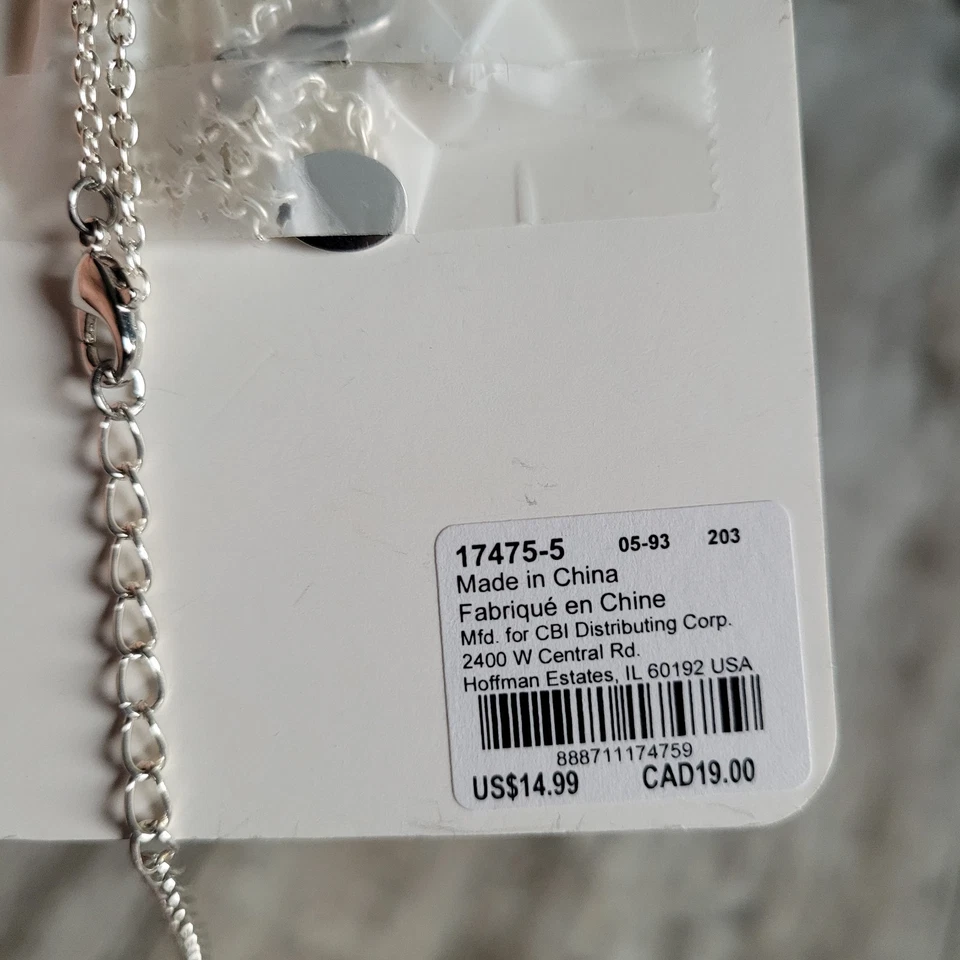 17475-5 05-93 203
Made in China
Fabriqué en Chine
Mfd. for CBI Distributing Corp.
2400 W Central Rd.
Hoffman Estates, IL 60192 USA
888711174759
US$14.99 CAD19.00